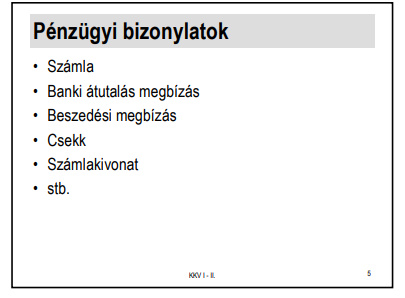 Pénzügyi bizonylatok
• Számla
• Banki átutalás megbízás
• Beszedési megbízás
• Csekk
• Számlakivonat
• stb.
KKV I - II.
5